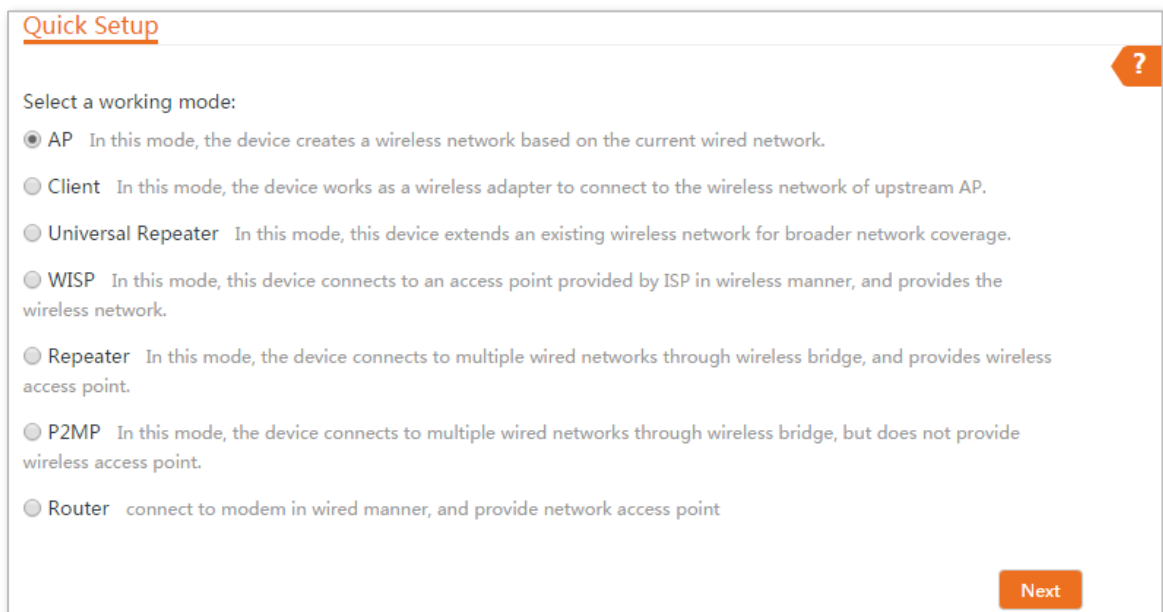 Quick Setup
?
Select a working mode:
AP In this mode, the device creates a wireless network based on the current wired network.
Client In this mode, the device works as a wireless adapter to connect to the wireless network of upstream AP.
Universal Repeater In this mode, this device extends an existing wireless network for broader network coverage.
WISP In this mode, this device connects to an access point provided by ISP in wireless manner, and provides the
wireless network.
Repeater In this mode, the device connects to multiple wired networks through wireless bridge, and provides wireless
access point.
P2MP In this mode, the device connects to multiple wired networks through wireless bridge, but does not provide
wireless access point.
Router connect to modem in wired manner, and provide network access point
Next